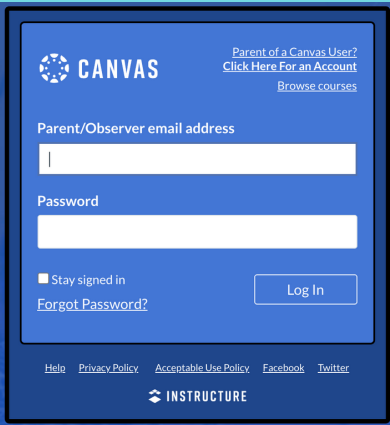 Parent of a Canvas User?
Click Here For an Account
CANVAS
Browse courses
Parent/Observer email address
Password
Stay signed in
Log In
Forgot Password?
Help Privacy Policy Acceptable Use Policy Facebook Twitter
INSTRUCTURE